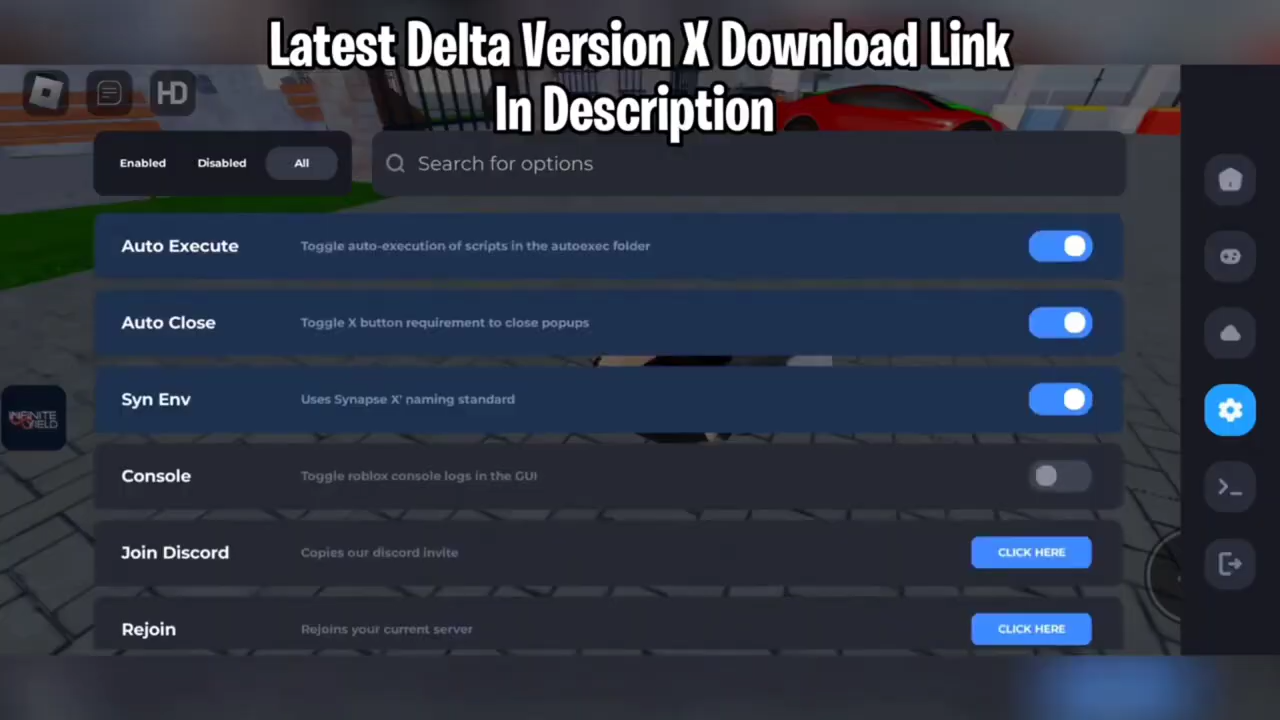 Latest Delta Version X Download Link
In Description
HD
Enabled Disabled All
Search for options
Auto Execute Toggle auto-execution of scripts in the autoexec folder
Auto Close Toggle X button requirement to close popups
Syn Env Uses Synapse X' naming standard
INFINITE
YIELD
Console Toggle roblox console logs in the GUI
Join Discord Copies our discord invite CLICK HERE
Rejoin Rejoins your current server CLICK HERE